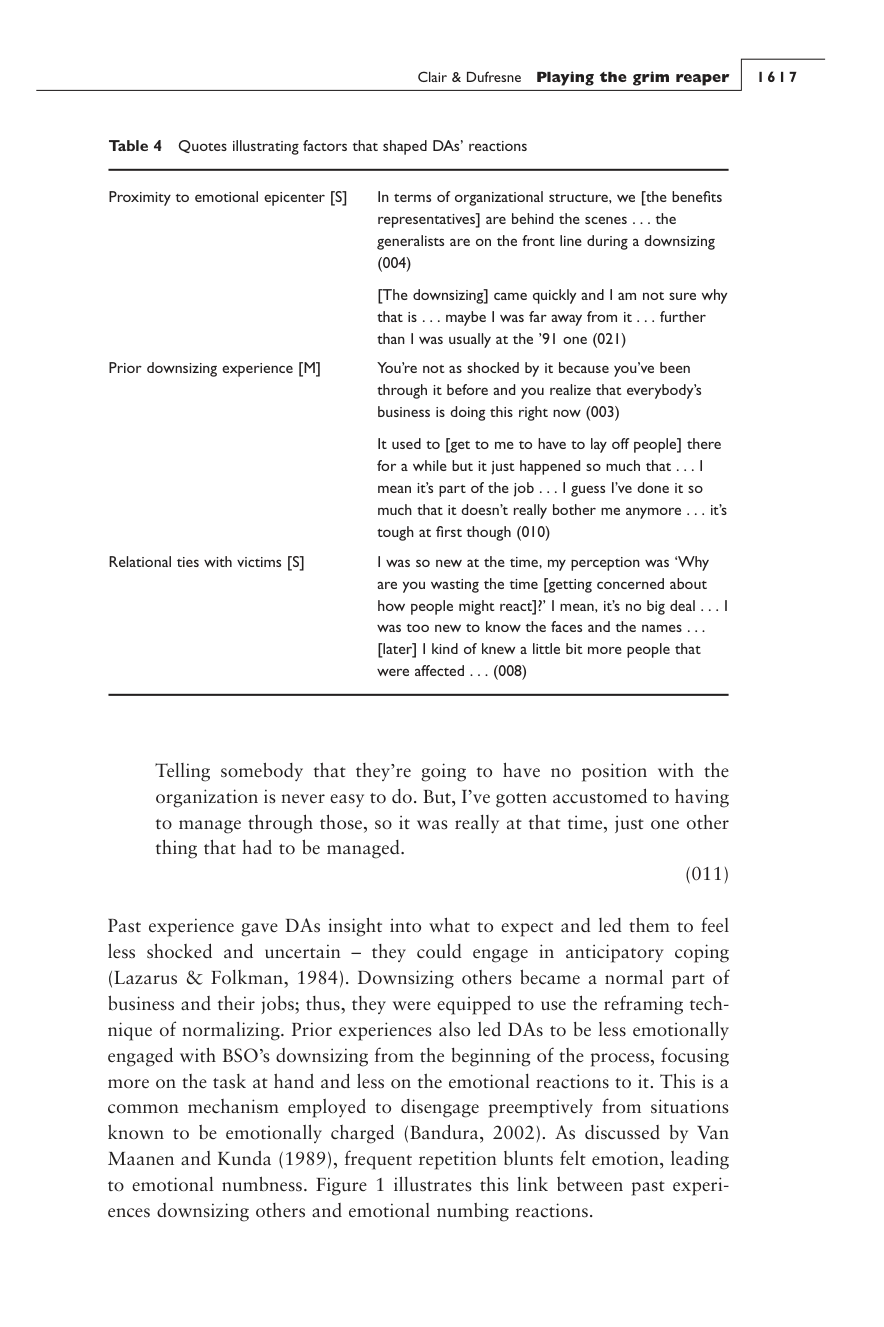 Clair & Dufresne Playing the grim reaper 1617
Table 4 Quotes illustrating factors that shaped DAs’ reactions
Proximity to emotional epicenter [S] In terms of organizational structure, we [the benefits
representatives] are behind the scenes . . . the
generalists are on the front line during a downsizing
(004)
[The downsizing] came quickly and I am not sure why
that is . . . maybe I was far away from it . . . further
than I was usually at the ’91 one (021)
Prior downsizing experience [M] You’re not as shocked by it because you’ve been
through it before and you realize that everybody’s
business is doing this right now (003)
It used to [get to me to have to lay off people] there
for a while but it just happened so much that . . . I
mean it’s part of the job . . . I guess I’ve done it so
much that it doesn’t really bother me anymore . . . it’s
tough at first though (010)
Relational ties with victims [S] I was so new at the time, my perception was ‘Why
are you wasting the time [getting concerned about
how people might react]?’ I mean, it’s no big deal . . . I
was too new to know the faces and the names . . .
[later] I kind of knew a little bit more people that
were affected . . . (008)
Telling somebody that they’re going to have no position with the
organization is never easy to do. But, I’ve gotten accustomed to having
to manage through those, so it was really at that time, just one other
thing that had to be managed.
(011)
Past experience gave DAs insight into what to expect and led them to feel
less shocked and uncertain – they could engage in anticipatory coping
(Lazarus & Folkman, 1984). Downsizing others became a normal part of
business and their jobs; thus, they were equipped to use the reframing tech-
nique of normalizing. Prior experiences also led DAs to be less emotionally
engaged with BSO’s downsizing from the beginning of the process, focusing
more on the task at hand and less on the emotional reactions to it. This is a
common mechanism employed to disengage preemptively from situations
known to be emotionally charged (Bandura, 2002). As discussed by Van
Maanen and Kunda (1989), frequent repetition blunts felt emotion, leading
to emotional numbness. Figure 1 illustrates this link between past experi-
ences downsizing others and emotional numbing reactions.